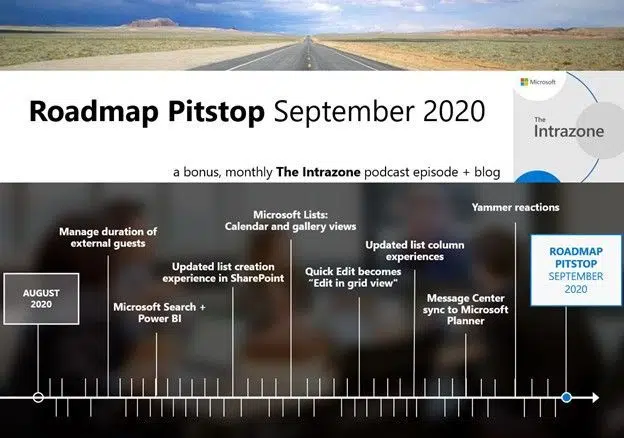 Microsoft
Roadmap Pitstop September 2020
The
Intrazone
a bonus, monthly The Intrazone podcast episode + blog
Yammer reactions
Microsoft Lists:
Calendar and gallery views
Manage duration of
external guests
Updated list column
experiences
ROADMAP
PITSTOP
SEPTEMBER
2020
Updated list creation
experience in SharePoint
Quick Edit becomes
"Edit in grid view"
AUGUST
2020
Microsoft Search +
Power BI
Message Center
sync to Microsoft
Planner